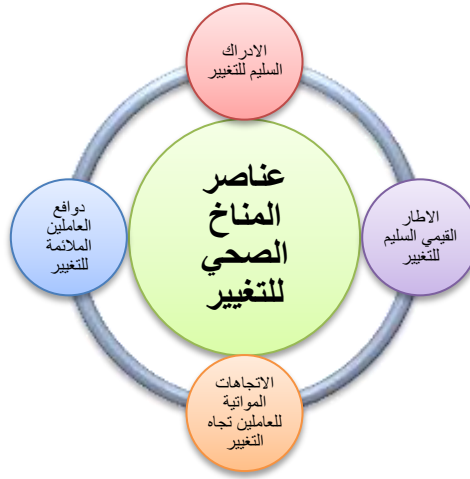 الادراك
السليم للتغيير
عناصر
المناخ
الصحي
للتغيير
الاطار
القيمي السليم
للتغيير
الاتجاهات
المواتية
للعاملين تجاه
التغيير
دوافع
العاملين
الملائمة
للتغيير